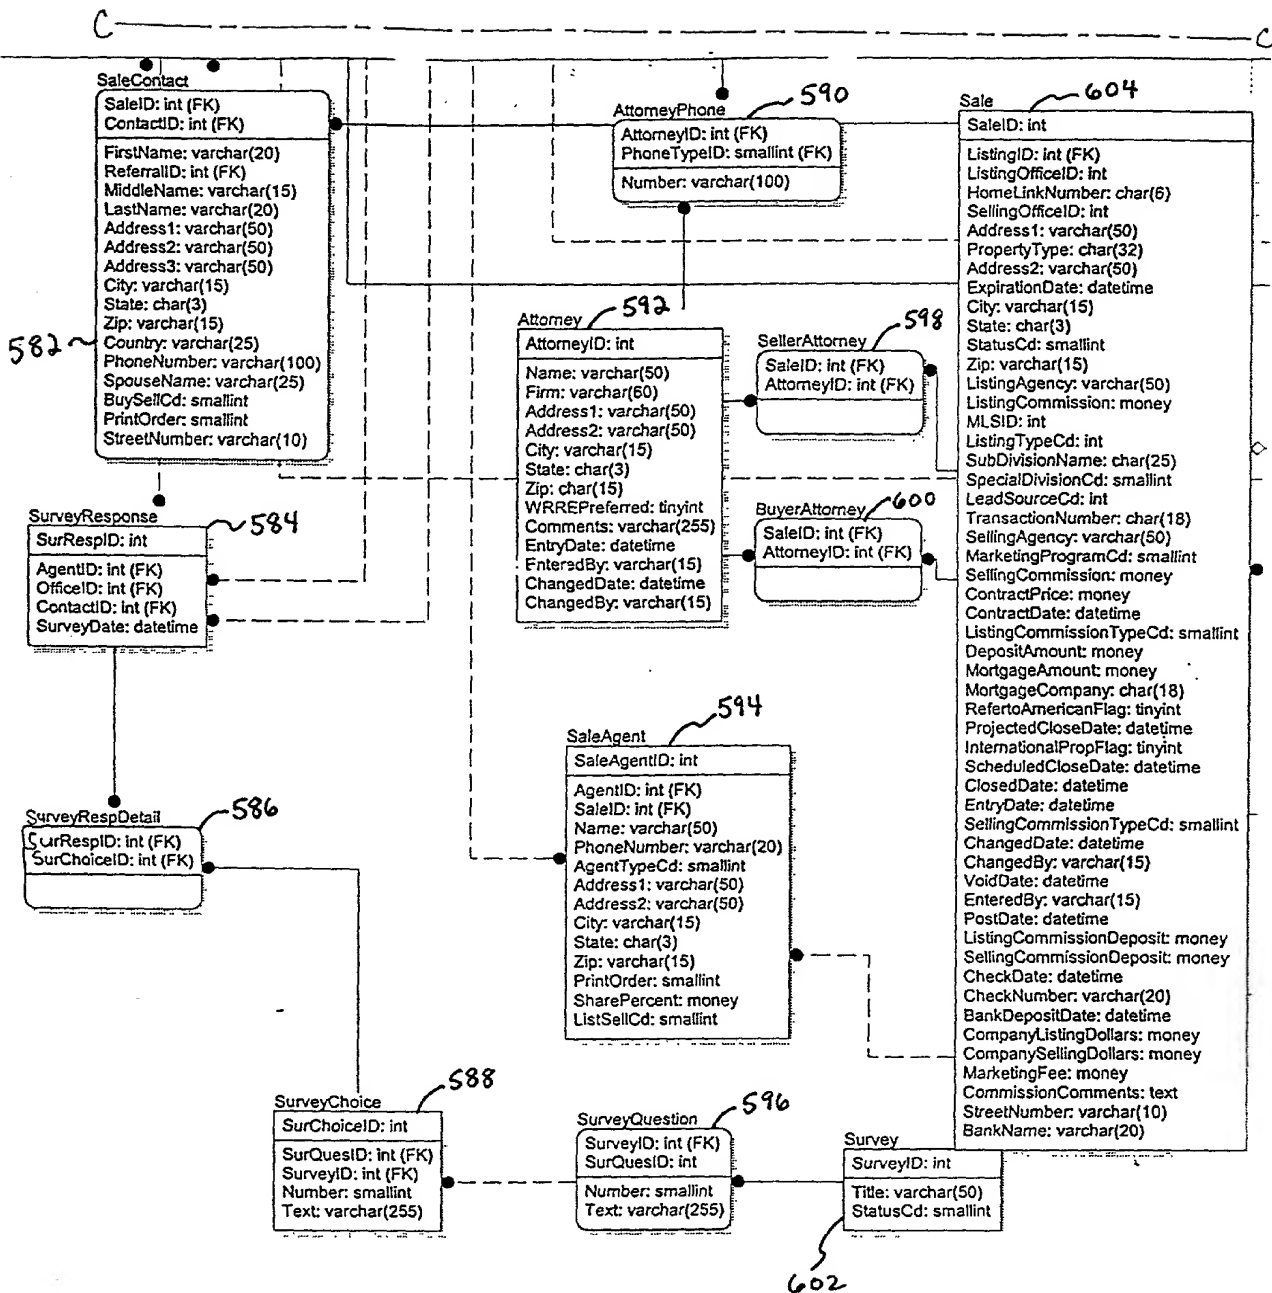 C C
SaleContact
SaleID: int (FK)
ContactID: int (FK)
FirstName: varchar(20)
ReferralID: int (FK)
MiddleName: varchar(15)
LastName: varchar(20)
Address1: varchar(50)
Address2: varchar(50)
Address3: varchar(50)
City: varchar(15)
State: char(3)
Zip: varchar(15)
Country: varchar(25)
PhoneNumber: varchar(100)
SpouseName: varchar(25)
BuySellCd: smallint
PrintOrder: smallint
StreetNumber: varchar(10)
582
AttorneyPhone
590
AttorneyID: int (FK)
PhoneTypeID: smallint (FK)
Number: varchar(100)
Sale
604
SaleID: int
ListingID: int (FK)
ListingOfficeID: int
HomeLinkNumber: char(6)
SellingOfficeID: int
Address1: varchar(50)
PropertyType: char(32)
Address2: varchar(50)
ExpirationDate: datetime
City: varchar(15)
State: char(3)
StatusCd: smallint
Zip: varchar(15)
ListingAgency: varchar(50)
ListingCommission: money
MLSID: int
ListingTypeCd: int
SubDivisionName: char(25)
SpecialDivisionCd: smallint
LeadSourceCd: int
TransactionNumber: char(18)
SellingAgency: varchar(50)
MarketingProgramCd: smallint
SellingCommission: money
ContractPrice: money
ContractDate: datetime
ListingCommissionTypeCd: smallint
DepositAmount: money
MortgageAmount: money
MortgageCompany: char(18)
RefertoAmericanFlag: tinyint
ProjectedCloseDate: datetime
InternationalPropFlag: tinyint
ScheduledCloseDate: datetime
ClosedDate: datetime
EntryDate: datetime
SellingCommissionTypeCd: smallint
ChangedDate: datetime
ChangedBy: varchar(15)
VoidDate: datetime
EnteredBy: varchar(15)
PostDate: datetime
ListingCommissionDeposit: money
SellingCommissionDeposit: money
CheckDate: datetime
CheckNumber: varchar(20)
BankDepositDate: datetime
CompanyListingDollars: money
CompanySellingDollars: money
MarketingFee: money
CommissionComments: text
StreetNumber: varchar(10)
BankName: varchar(20)
Attorney
592
AttorneyID: int
Name: varchar(50)
Firm: varchar(60)
Address1: varchar(50)
Address2: varchar(50)
City: varchar(15)
State: char(3)
Zip: char(15)
WRREPreferred: tinyint
Comments: varchar(255)
EntryDate: datetime
EnteredBy: varchar(15)
ChangedDate: datetime
ChangedBy: varchar(15)
SellerAttorney
598
SaleID: int (FK)
AttorneyID: int (FK)
BuyerAttorney
600
SaleID: int (FK)
AttorneyID: int (FK)
SurveyResponse
584
SurRespID: int
AgentID: int (FK)
OfficeID: int (FK)
ContactID: int (FK)
SurveyDate: datetime
SaleAgent
594
SaleAgentID: int
AgentID: int (FK)
SaleID: int (FK)
Name: varchar(50)
PhoneNumber: varchar(20)
AgentTypeCd: smallint
Address1: varchar(50)
Address2: varchar(50)
City: varchar(15)
State: char(3)
Zip: varchar(15)
PrintOrder: smallint
SharePercent: money
ListSellCd: smallint
SurveyRespDetail
586
SurRespID: int (FK)
SurChoiceID: int (FK)
SurveyChoice
588
SurChoiceID: int
SurQuesID: int (FK)
SurveyID: int (FK)
Number: smallint
Text: varchar(255)
SurveyQuestion
596
SurveyID: int (FK)
SurQuesID: int
Number: smallint
Text: varchar(255)
Survey
SurveyID: int
Title: varchar(50)
StatusCd: smallint
602